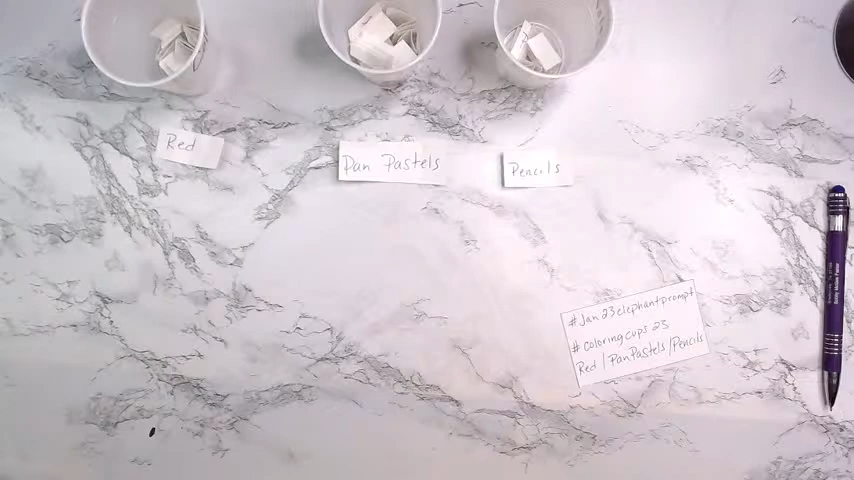 Red
Pan Pastels
Pencils
#Jan23elephantprompt
#coloringcups23
Red / PanPastels / Pencils